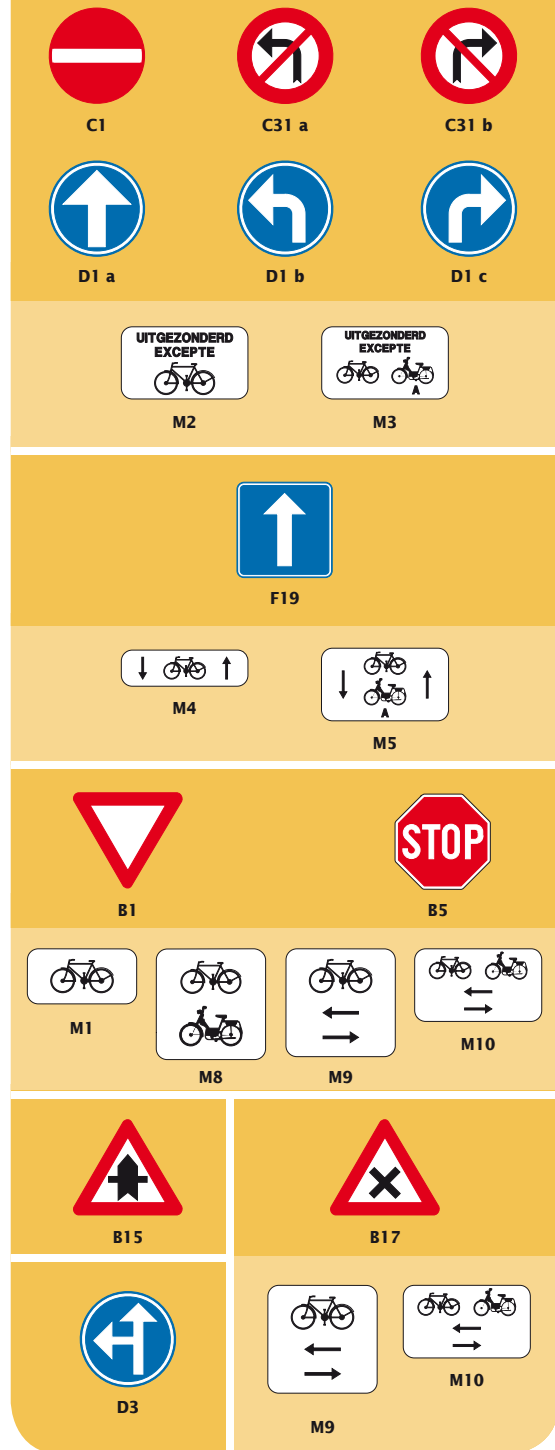 C1
C31 a
C31 b
D1 a
D1 b
D1 c
UITGEZONDERD
EXCEPTE
M2
UITGEZONDERD
EXCEPTE
A
M3
F19
M4
A
M5
B1
STOP
B5
M1
M8
M9
M10
B15
B17
D3
M9
M10